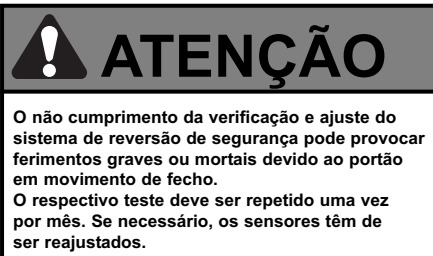 ATENÇÃO
O não cumprimento da verificação e ajuste do
sistema de reversão de segurança pode provocar
ferimentos graves ou mortais devido ao portão
em movimento de fecho.
O respectivo teste deve ser repetido uma vez
por mês. Se necessário, os sensores têm de
ser reajustados.